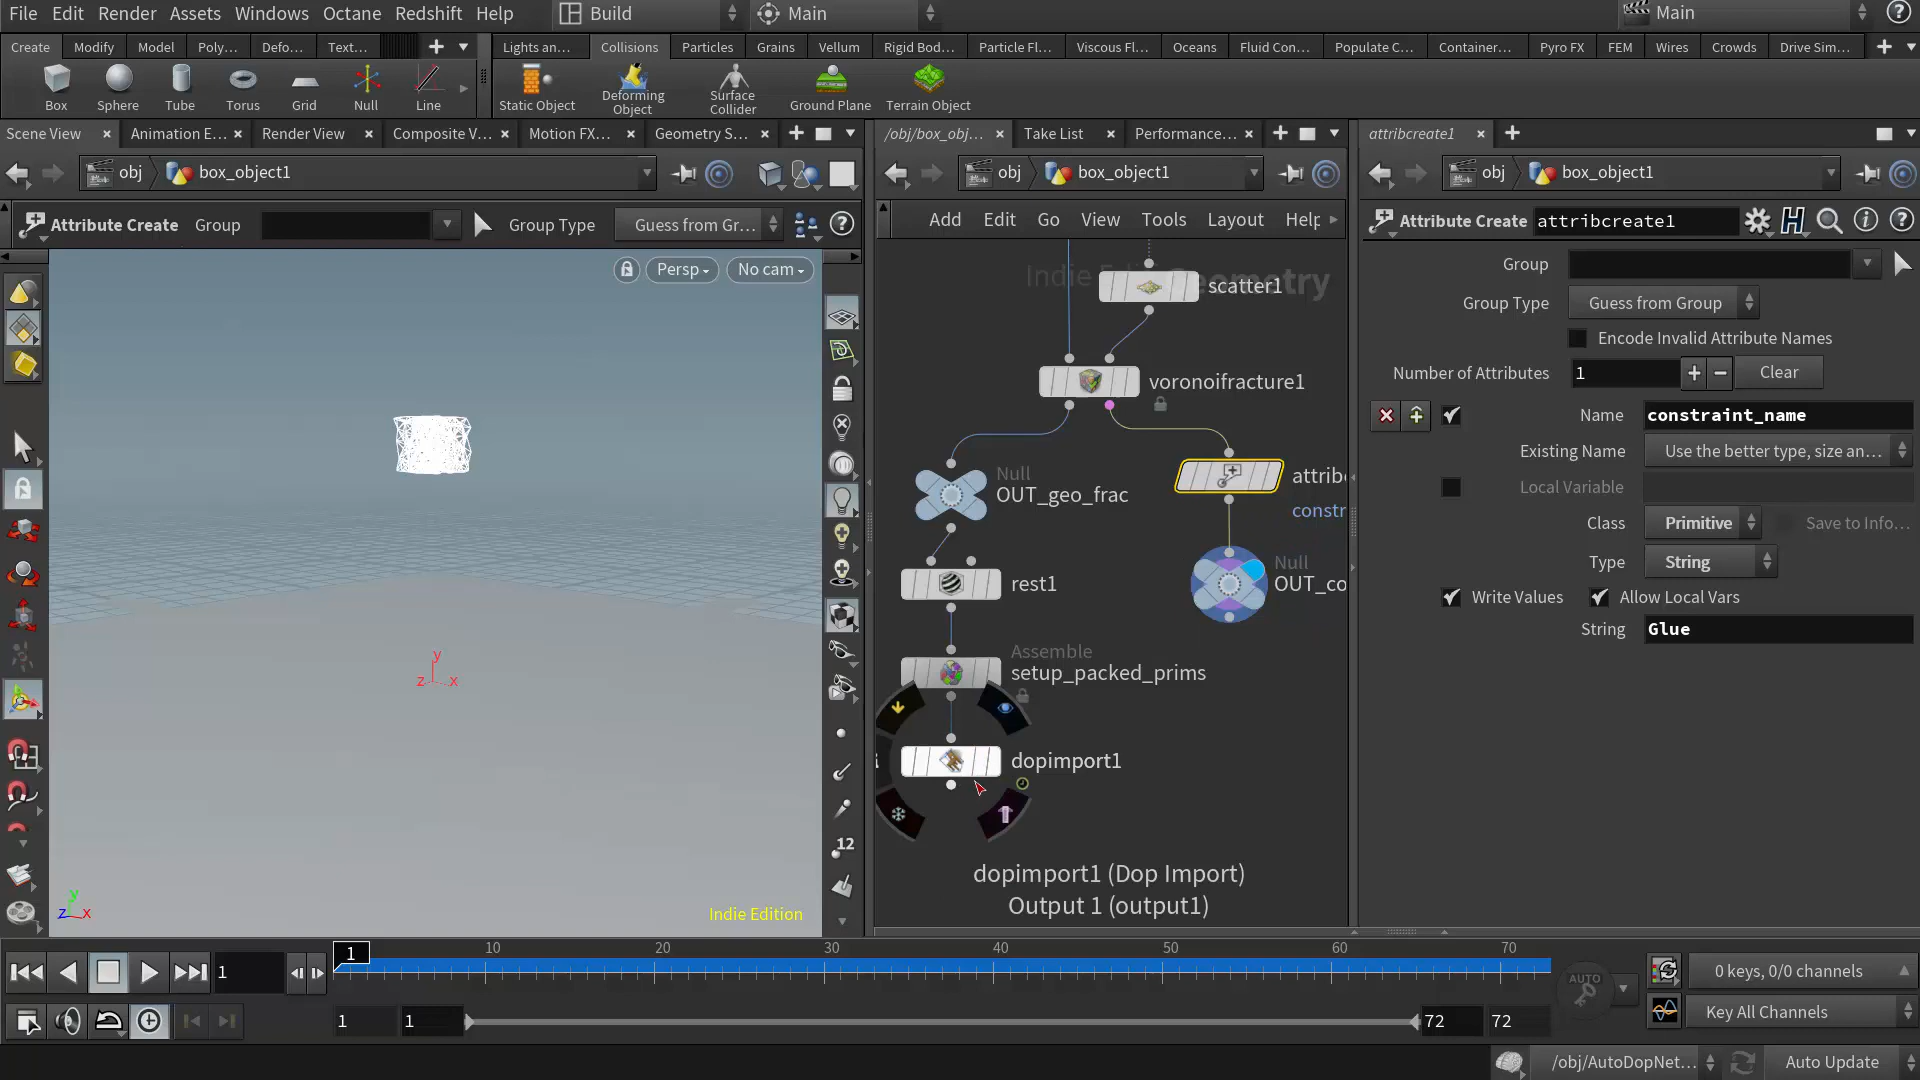 File Edit Render Assets Windows Octane Redshift Help Build Main Main
Create Modify Model Poly... Defo... Text... Lights an... Collisions Particles Grains Vellum Rigid Bod... Particle Fl... Viscous Fl... Oceans Fluid Con... Populate C... Container... Pyro FX FEM Wires Crowds Drive Sim...
Box Sphere Tube Torus Grid Null Line Static Object Deforming Object Surface Collider Ground Plane Terrain Object
Scene View Animation E... Render View Composite V... Motion FX... Geometry S... /obj/box_obj... Take List Performance... attribcreate1
obj box_object1 obj box_object1 obj box_object1
Attribute Create Group Group Type Guess from Gr...
Add Edit Go View Tools Layout Help
Attribute Create attribcreate1
Persp No cam
z y x
z y x
Indie Edition
12
Indie Edition Geometry
scatter1
voronoifracture1
Null
OUT_geo_frac
attribc
constr
Null
OUT_co
rest1
Assemble
setup_packed_prims
dopimport1
dopimport1 (Dop Import)
Output 1 (output1)
Group
Group Type Guess from Group
Encode Invalid Attribute Names
Number of Attributes 1 Clear
Name constraint_name
Existing Name Use the better type, size an...
Local Variable
Class Primitive Save to Info...
Type String
Write Values Allow Local Vars
String Glue
1 1 10 20 30 40 50 60 70
AUTO 0 keys, 0/0 channels
1 1 72 72 Key All Channels
/obj/AutoDopNet... Auto Update